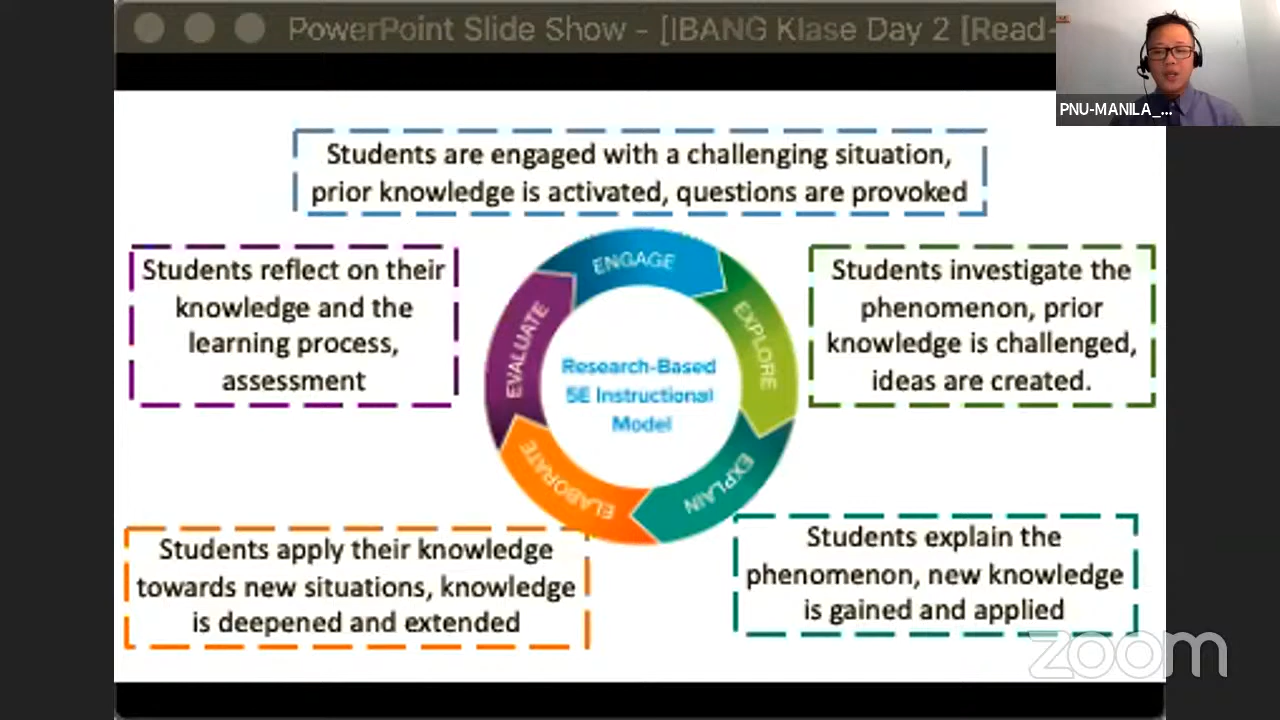 PowerPoint Slide Show - [IBANG Klase Day 2 [Read-
PNU-MANILA_...
Students are engaged with a challenging situation,
prior knowledge is activated, questions are provoked
Students reflect on their
knowledge and the
learning process,
assessment
ENGAGE
EXPLORE
EXPLAIN
ELABORATE
EVALUATE
Research-Based
5E Instructional
Model
Students investigate the
phenomenon, prior
knowledge is challenged,
ideas are created.
Students apply their knowledge
towards new situations, knowledge
is deepened and extended
Students explain the
phenomenon, new knowledge
is gained and applied
zoom